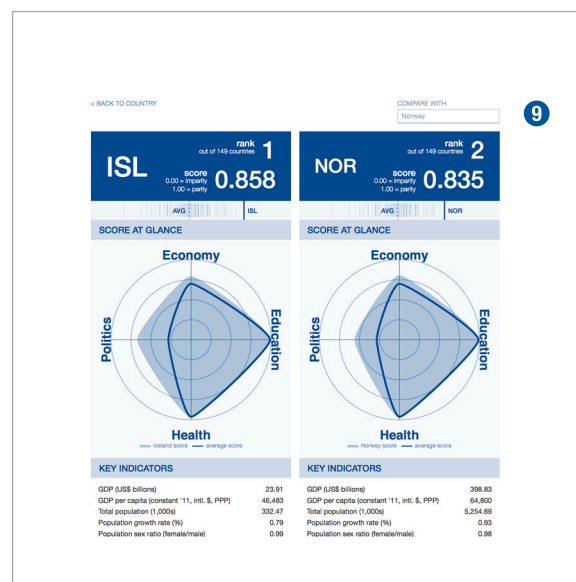 « BACK TO COUNTRY
COMPARE WITH
Norway
9
ISL
rank 1
out of 149 countries
score 0.858
0.00 = imparity
1.00 = parity
AVG
ISL
SCORE AT GLANCE
Economy
Politics
Education
Health
Iceland score
average score
KEY INDICATORS
GDP (US$ billions) 23.91
GDP per capita (constant '11, intl. $, PPP) 46,483
Total population (1,000s) 332.47
Population growth rate (%) 0.79
Population sex ratio (female/male) 0.99
NOR
rank 2
out of 149 countries
score 0.835
0.00 = imparity
1.00 = parity
AVG
NOR
SCORE AT GLANCE
Economy
Politics
Education
Health
Norway score
average score
KEY INDICATORS
GDP (US$ billions) 398.83
GDP per capita (constant '11, intl. $, PPP) 64,800
Total population (1,000s) 5,254.69
Population growth rate (%) 0.93
Population sex ratio (female/male) 0.98